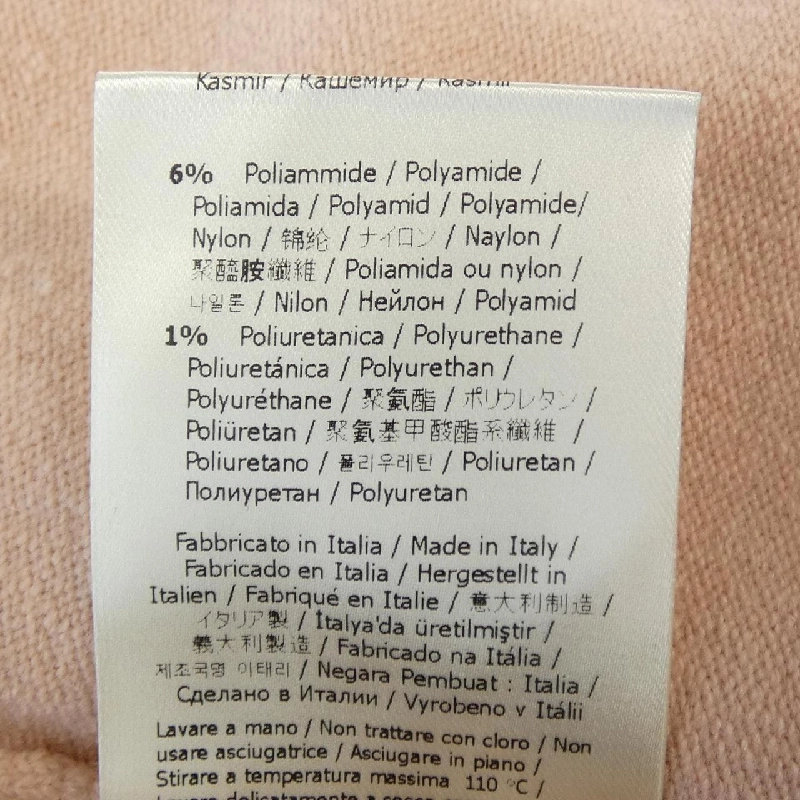 Kasmir / Кашемир / Kašmír
6% Poliammide / Polyamide /
Poliamida / Polyamid / Polyamide/
Nylon / 锦纶 / ナイロン / Naylon /
聚醯胺纖維 / Poliamida ou nylon /
나일론 / Nilon / Нейлон / Polyamid
1% Poliuretanica / Polyurethane /
Poliuretánica / Polyurethan /
Polyuréthane / 聚氨酯 / ポリウレタン /
Poliüretan / 聚氨基甲酸酯系纖維 /
Poliuretano / 폴리우레틴 / Poliuretan /
Полиуретан / Polyuretan
Fabbricato in Italia / Made in Italy /
Fabricado en Italia / Hergestellt in
Italien / Fabriqué en Italie / 意大利制造 /
イタリア製 / İtalya'da üretilmiştir /
義大利製造 / Fabricado na Itália /
제조국명 이태리 / Negara Pembuat : Italia /
Сделано в Италии / Vyrobeno v Itálii
Lavare a mano / Non trattare con cloro / Non
usare asciugatrice / Asciugare in piano /
Stirare a temperatura massima 110 °C /
Lavare delicatamente a secco